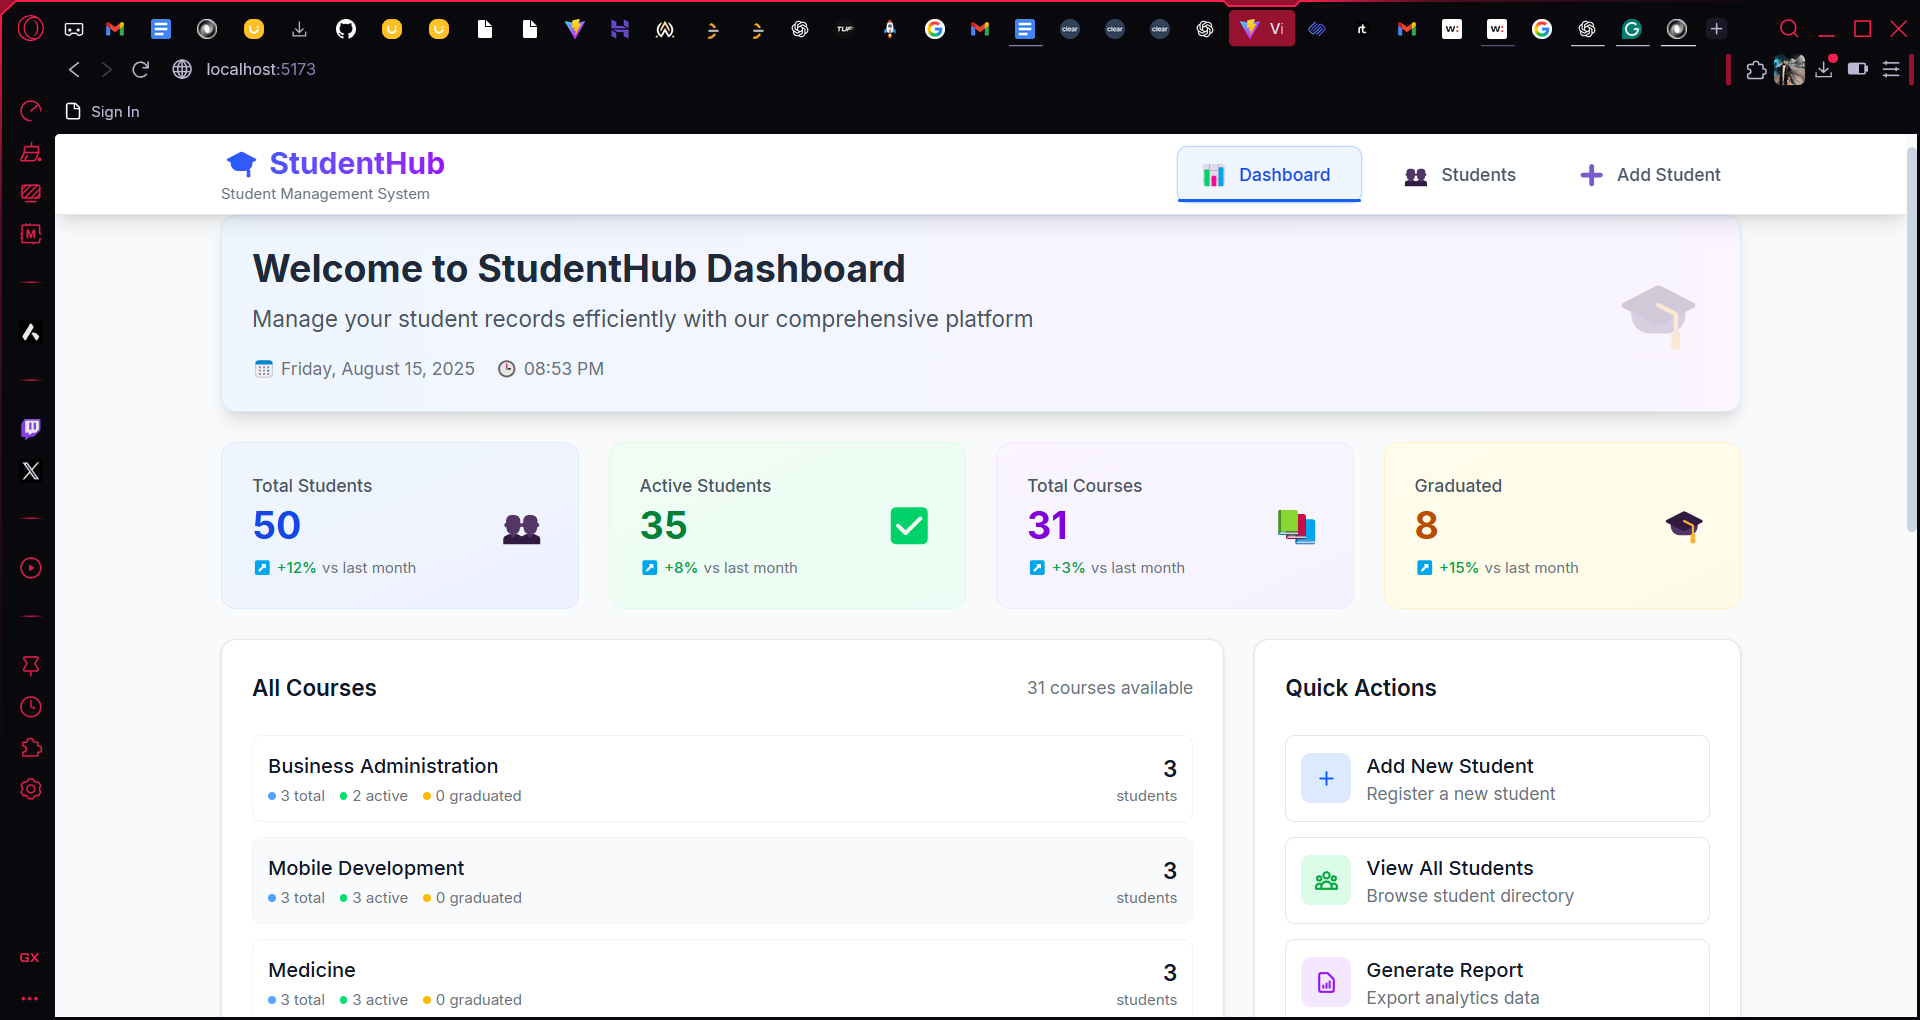 Vi
localhost:5173
Sign In
StudentHub
Student Management System
Dashboard
Students
Add Student
Welcome to StudentHub Dashboard
Manage your student records efficiently with our comprehensive platform
Friday, August 15, 2025
08:53 PM
Total Students
50
+12% vs last month
Active Students
35
+8% vs last month
Total Courses
31
+3% vs last month
Graduated
8
+15% vs last month
All Courses
31 courses available
Business Administration
3 total
2 active
0 graduated
3
students
Mobile Development
3 total
3 active
0 graduated
3
students
Medicine
3 total
3 active
0 graduated
3
students
Quick Actions
Add New Student
Register a new student
View All Students
Browse student directory
Generate Report
Export analytics data
GX